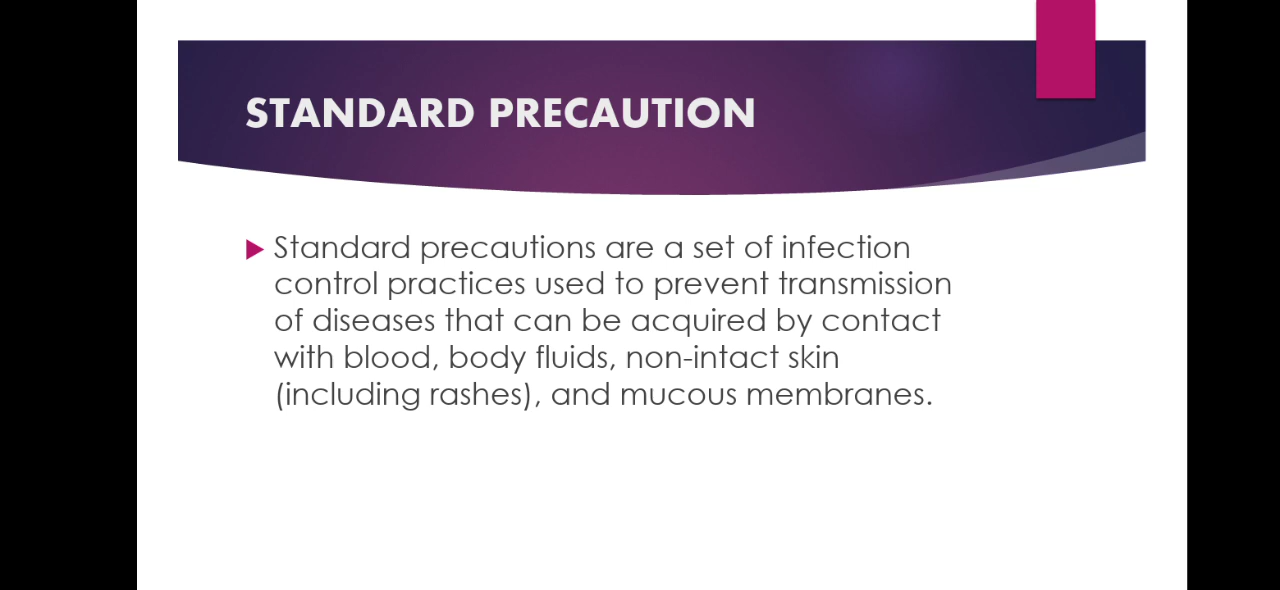 STANDARD PRECAUTION
Standard precautions are a set of infection
control practices used to prevent transmission
of diseases that can be acquired by contact
with blood, body fluids, non-intact skin
(including rashes), and mucous membranes.